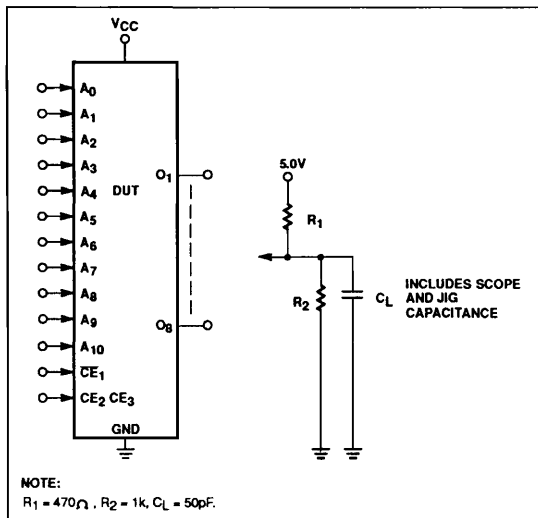 VCC
A0
A1
A2
A3
A4
A5
A6
A7
A8
A9
A10
C̅E̅1
CE2 CE3
DUT
O1
O8
GND
5.0V
R1
R2
CL
INCLUDES SCOPE
AND JIG
CAPACITANCE
NOTE:
R1 = 470Ω , R2 = 1k, CL = 50pF.